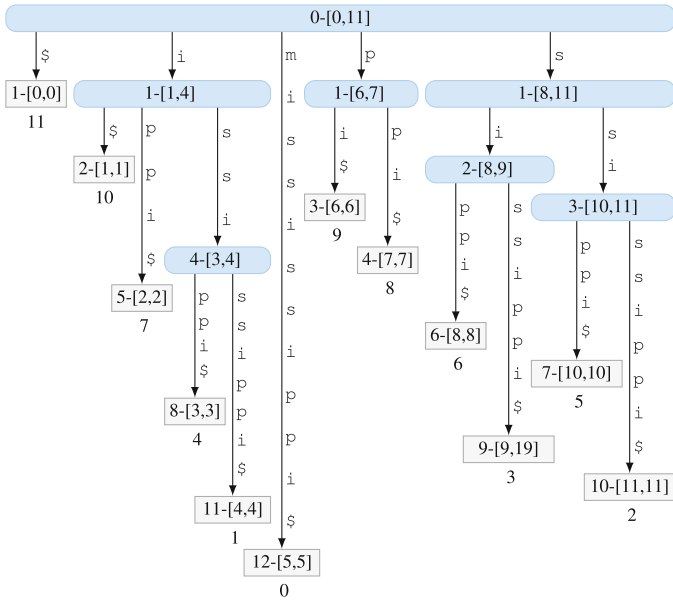 0-[0,11]
$ i m p s
1-[0,0] 1-[1,4] i 1-[6,7] 1-[8,11]
11
$ p s s i p i s
2-[1,1] p s s $ i 2-[8,9] i
10
i i i $ 3-[10,11]
3-[6,6]
9
$ 4-[3,4] s 4-[7,7] p s p s
8
5-[2,2] p s s p s p s
7
p s i i i i i
i i p $ p $ p
6-[8,8]
6
$ p p p 7-[10,10] p
5
8-[3,3] p i i i
4
i $ $ $
9-[9,19]
3
$ 10-[11,11]
2
11-[4,4]
1
12-[5,5]
0